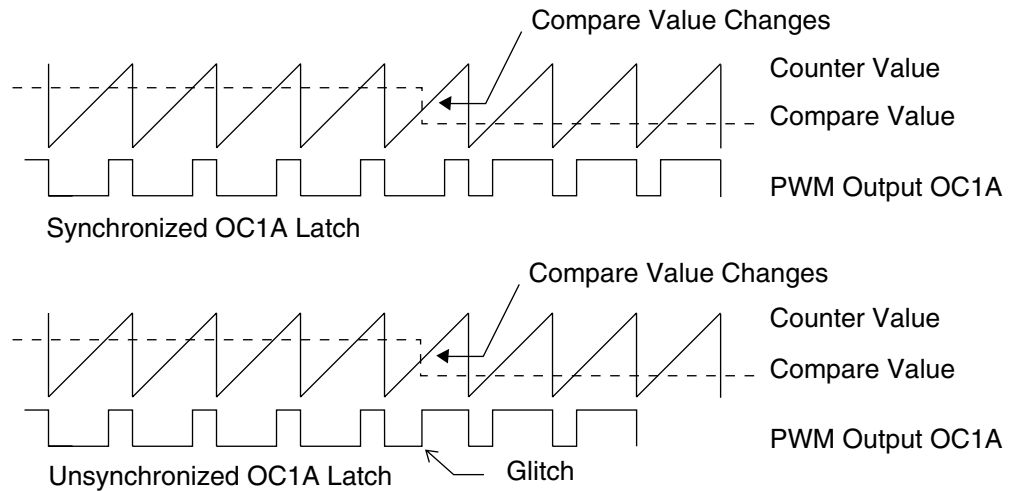 Compare Value Changes
Counter Value
Compare Value
PWM Output OC1A
Synchronized OC1A Latch
Compare Value Changes
Counter Value
Compare Value
PWM Output OC1A
Unsynchronized OC1A Latch
Glitch